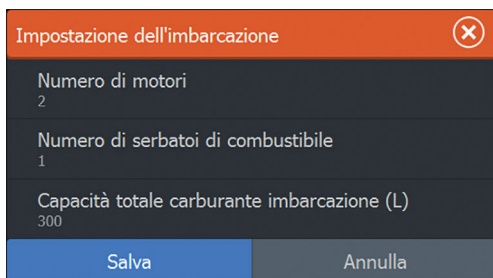 Impostazione dell'imbarcazione
Numero di motori
2
Numero di serbatoi di combustibile
1
Capacità totale carburante imbarcazione (L)
300
Salva
Annulla